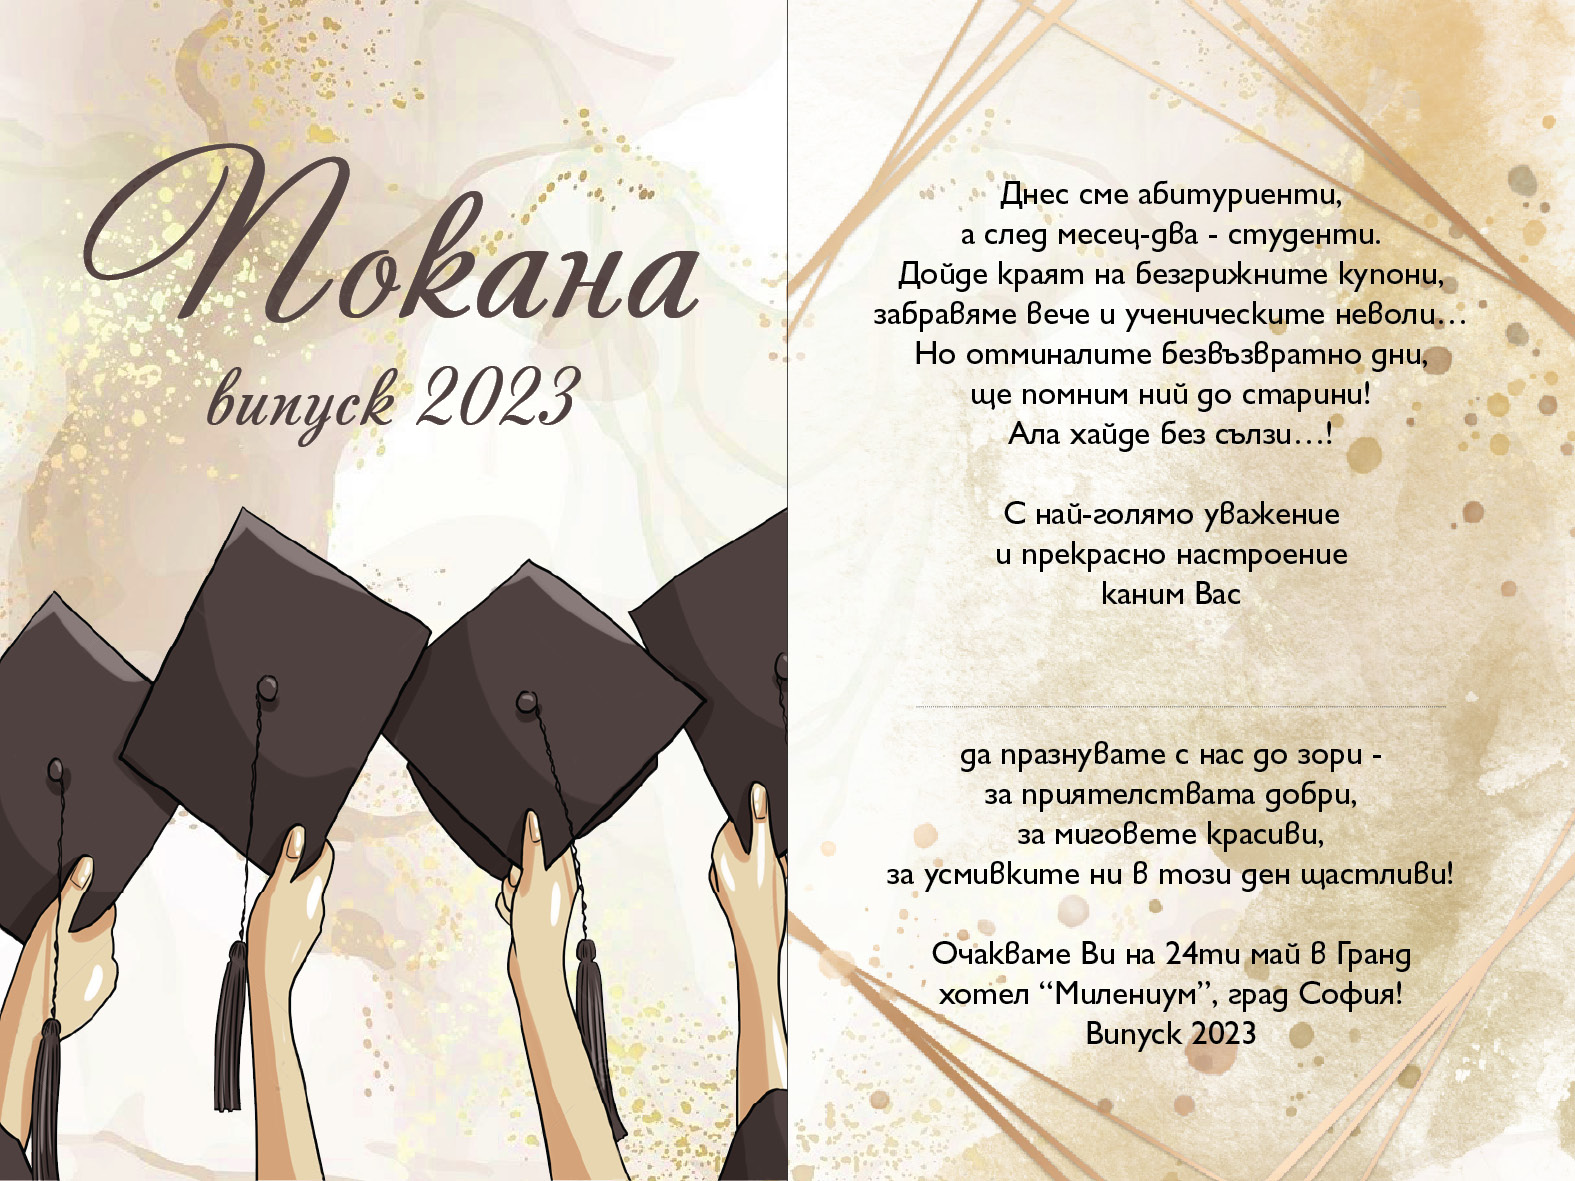 Покана
випуск 2023
Днес сме абитуриенти,
а след месец-два - студенти.
Дойде краят на безгрижните купони,
забравяме вече и ученическите неволи…
Но отминалите безвъзвратно дни,
ще помним ний до старини!
Ала хайде без сълзи…!
С най-голямо уважение
и прекрасно настроение
каним Вас
да празнувате с нас до зори -
за приятелствата добри,
за миговете красиви,
за усмивките ни в този ден щастливи!
Очакваме Ви на 24ти май в Гранд
хотел “Милениум”, град София!
Випуск 2023